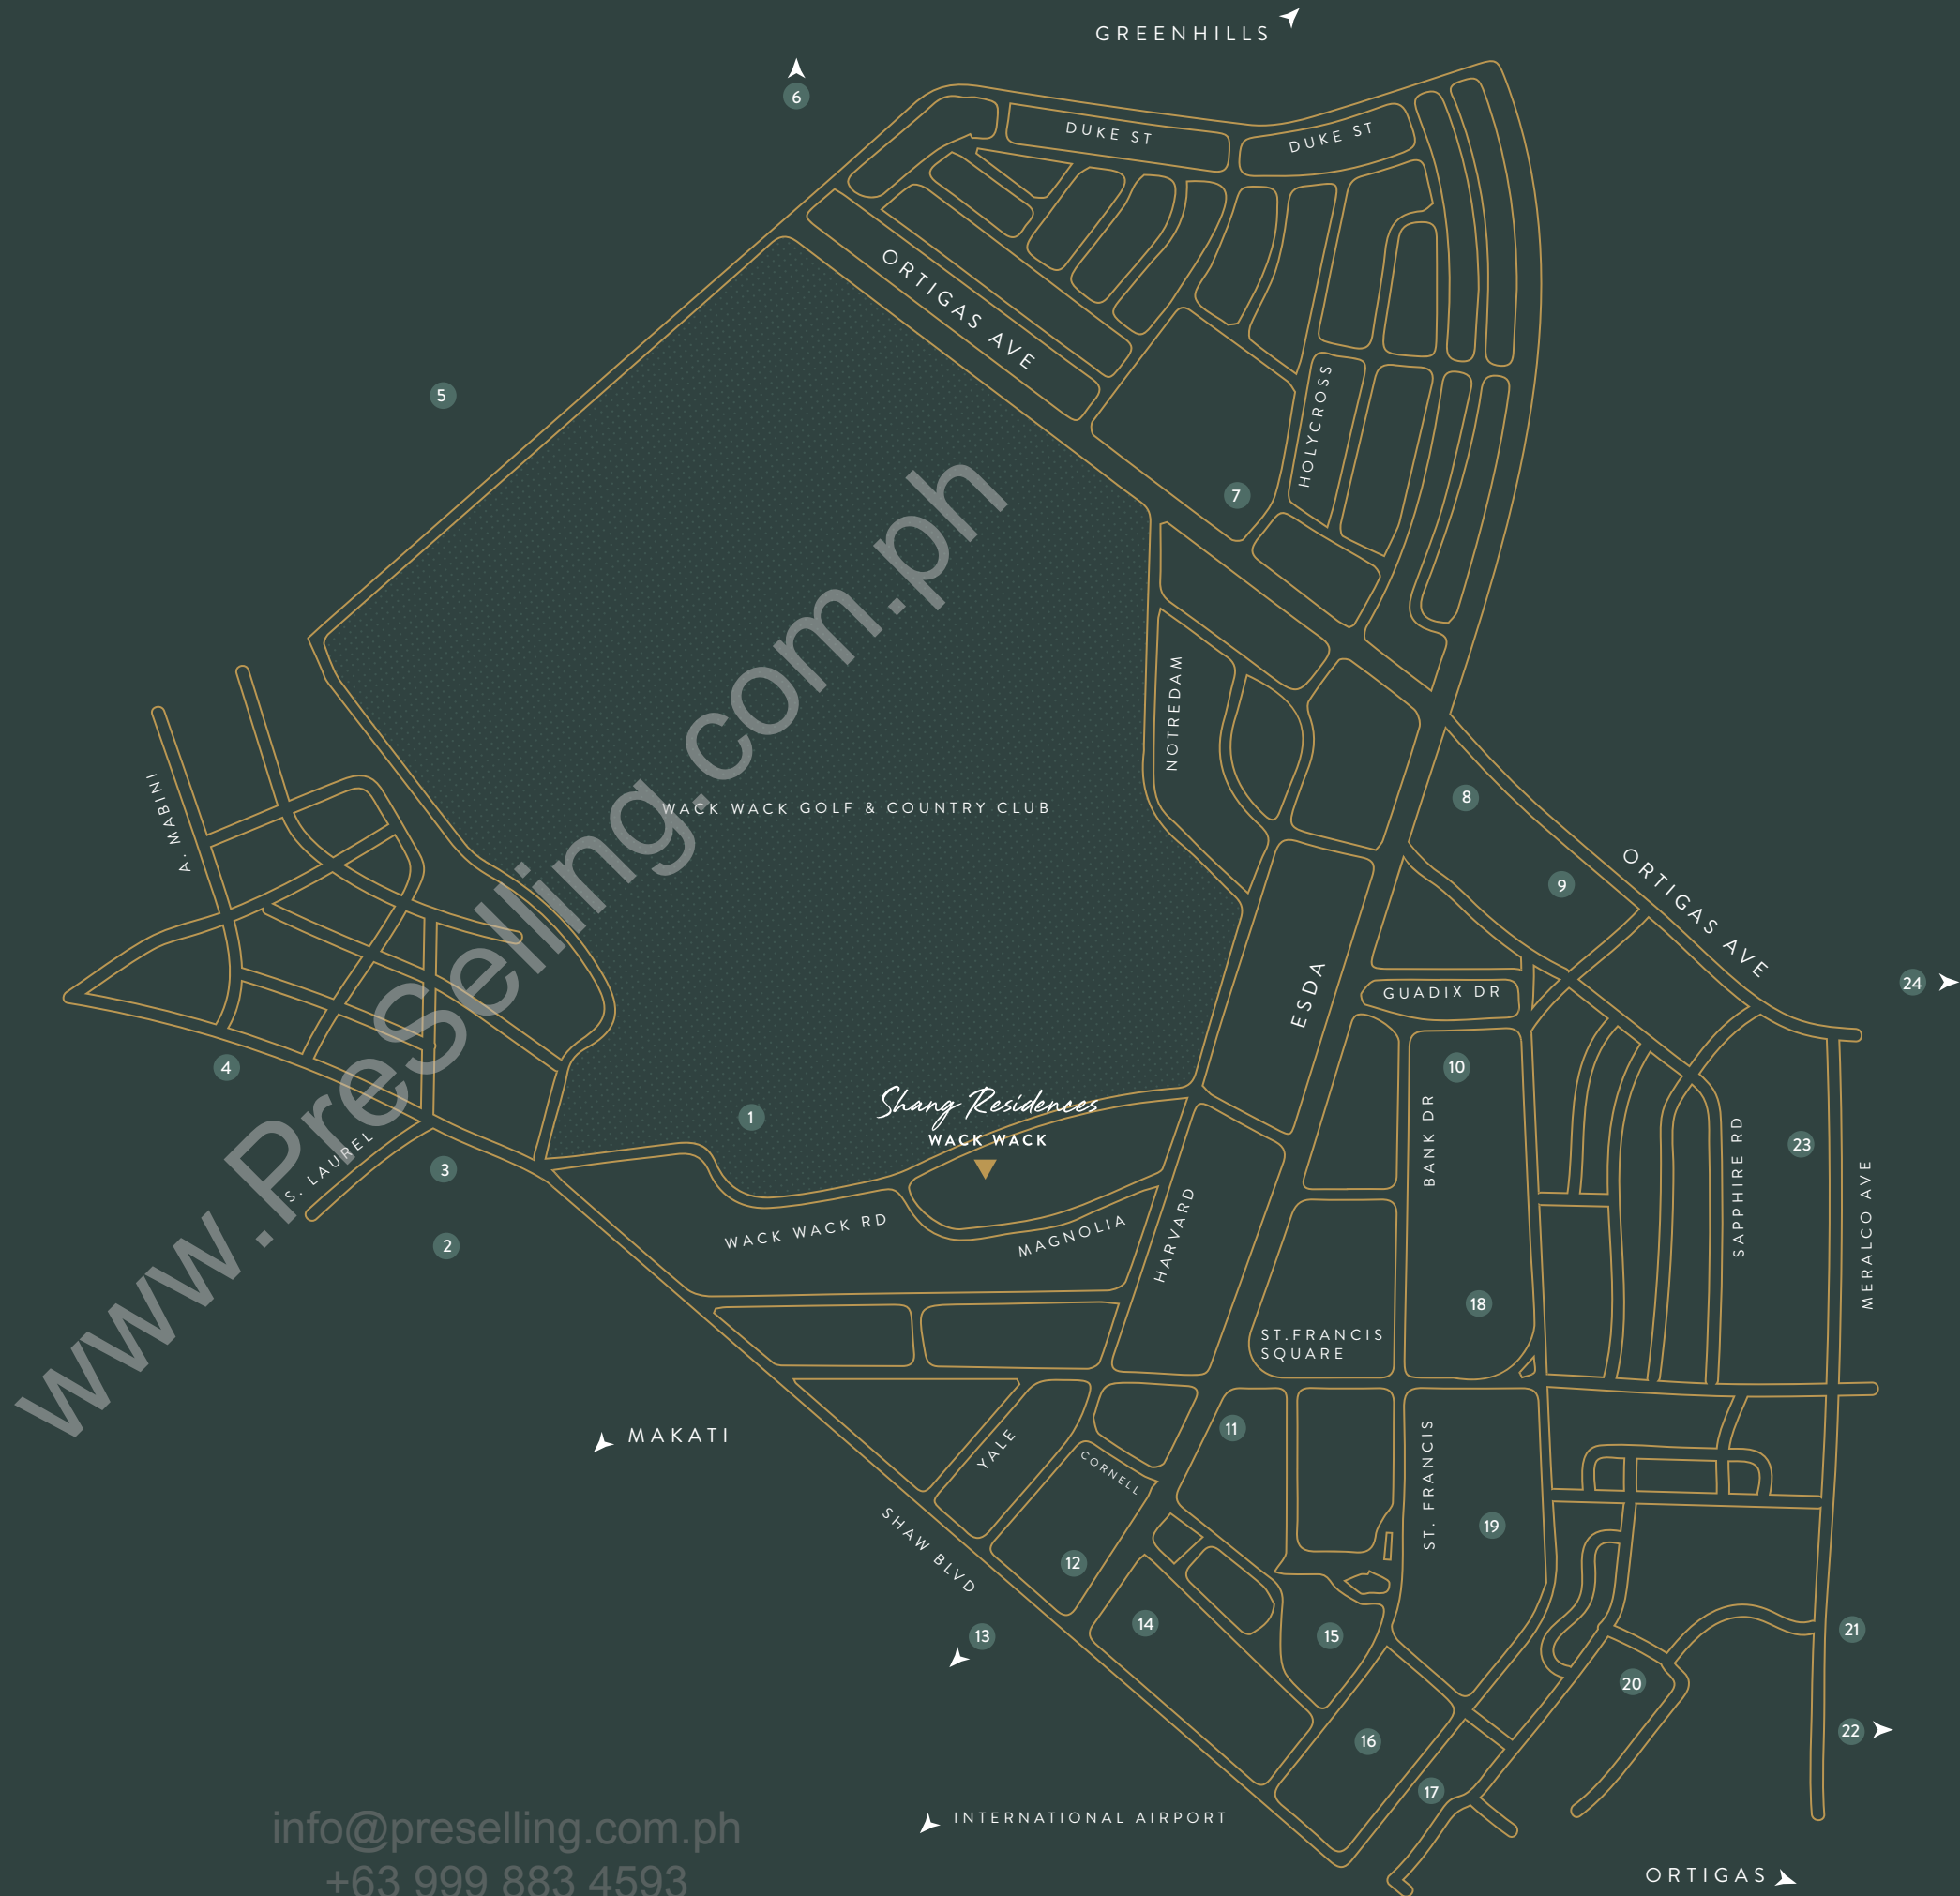 GREENHILLS
6
DUKE ST
DUKE ST
ORTIGAS AVE
5
HOLYCROSS
7
NOTREDAM
A. MABINI
WACK WACK GOLF & COUNTRY CLUB
8
9
ORTIGAS AVE
24
ESDA
GUADIX DR
4
10
1
Shang Residences
WACK WACK
BANK DR
SAPPHIRE RD
23
S. LAUREL
3
2
WACK WACK RD
MAGNOLIA
HARVARD
MERALCO AVE
18
ST.FRANCIS
SQUARE
MAKATI
YALE
CORNELL
11
ST. FRANCIS
19
SHAW BLVD
12
13
14
15
21
20
16
22
17
INTERNATIONAL AIRPORT
ORTIGAS
www.PreSelling.com.ph
info@preselling.com.ph
+63 999 883 4593